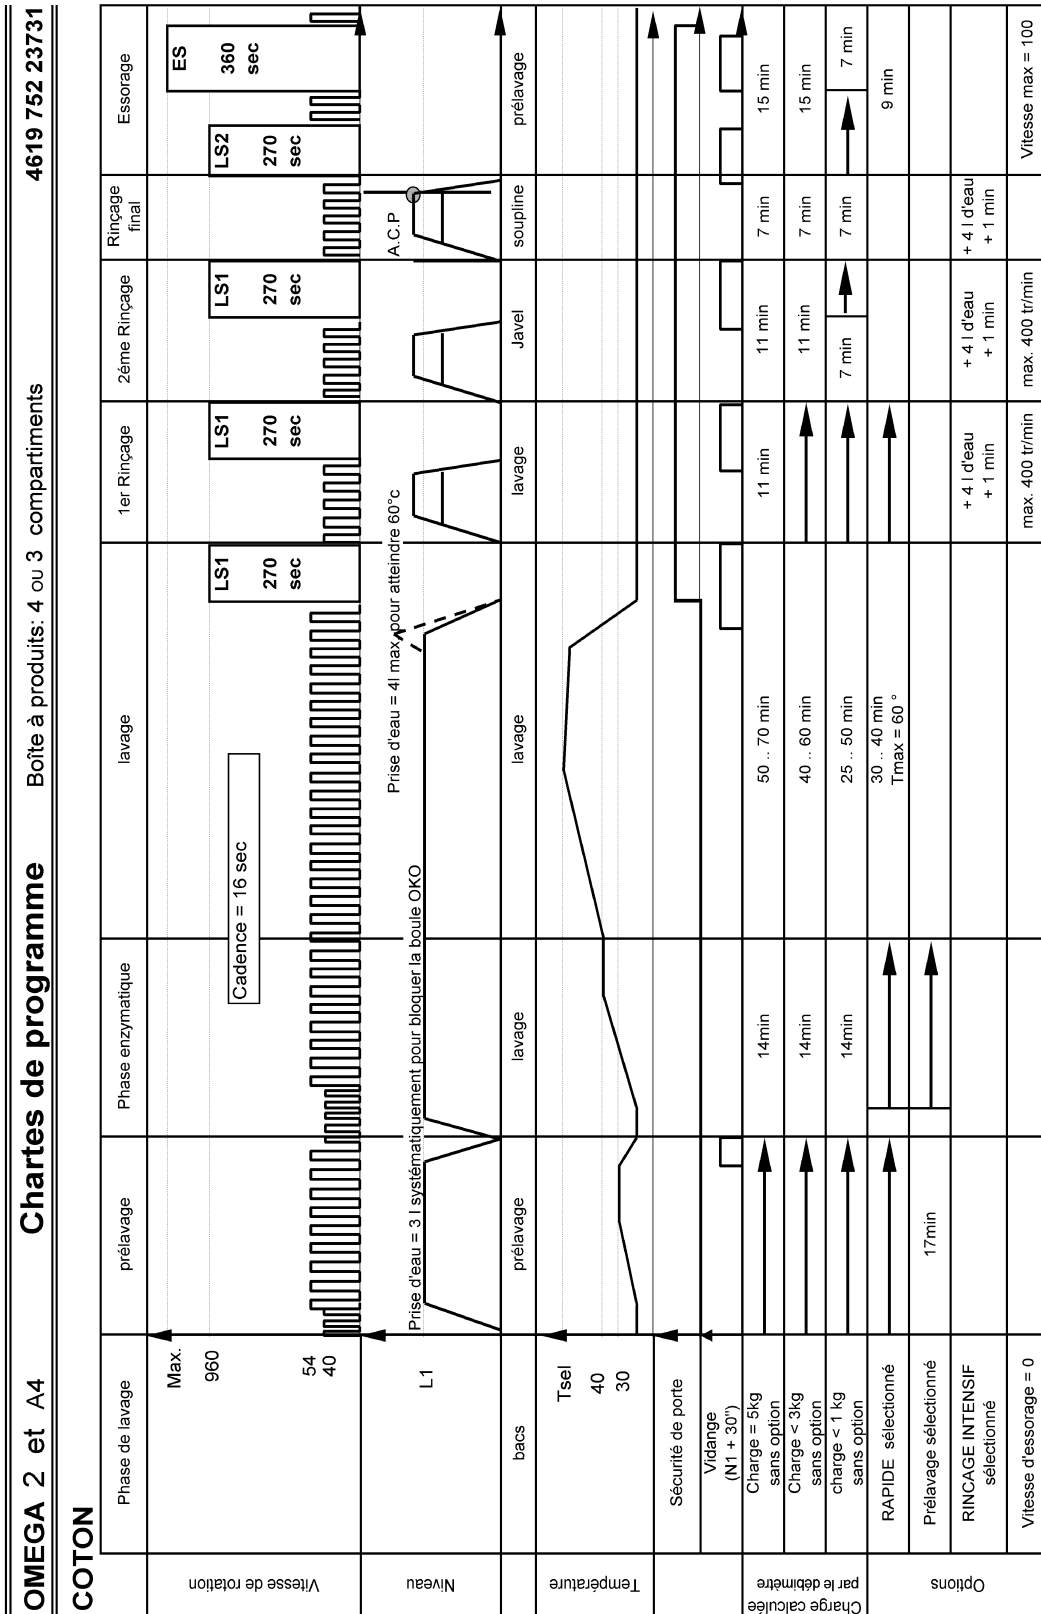 OMEGA 2 et A4 Chartes de programme Boîte à produits: 4 ou 3 compartiments 4619 752 23731
COTON
Phase de lavage prélavage Phase enzymatique lavage 1er Rinçage 2éme Rinçage Rinçage final Essorage
Vitesse de rotation
Max.
960
54
40
Cadence = 16 sec
LS1
270
sec
LS1
270
sec
LS1
270
sec
LS2
270
sec
ES
360
sec
Niveau
L1
Prise d'eau = 3 l systématiquement pour bloquer la boule OKO
Prise d'eau = 4l max pour atteindre 60°c
A.C.P
bacs prélavage lavage lavage lavage Javel soupline prélavage
Température
Tsel
40
30
Sécurité de porte
Vidange
(N1 + 30")
Charge calculée
par le débimètre
Charge = 5kg
sans option
14min 50 .. 70 min 11 min 11 min 7 min 15 min
Charge < 3kg
sans option
14min 40 .. 60 min 11 min 7 min 15 min
charge < 1 kg
sans option
14min 25 .. 50 min 7 min 7 min 7 min
Options
RAPIDE sélectionné
30 .. 40 min
Tmax = 60 °
9 min
Prélavage sélectionné 17min
RINCAGE INTENSIF
sélectionné
+ 4 l d'eau
+ 1 min
+ 4 l d'eau
+ 1 min
+ 4 l d'eau
+ 1 min
Vitesse d'essorage = 0 max. 400 tr/min max. 400 tr/min Vitesse max = 100